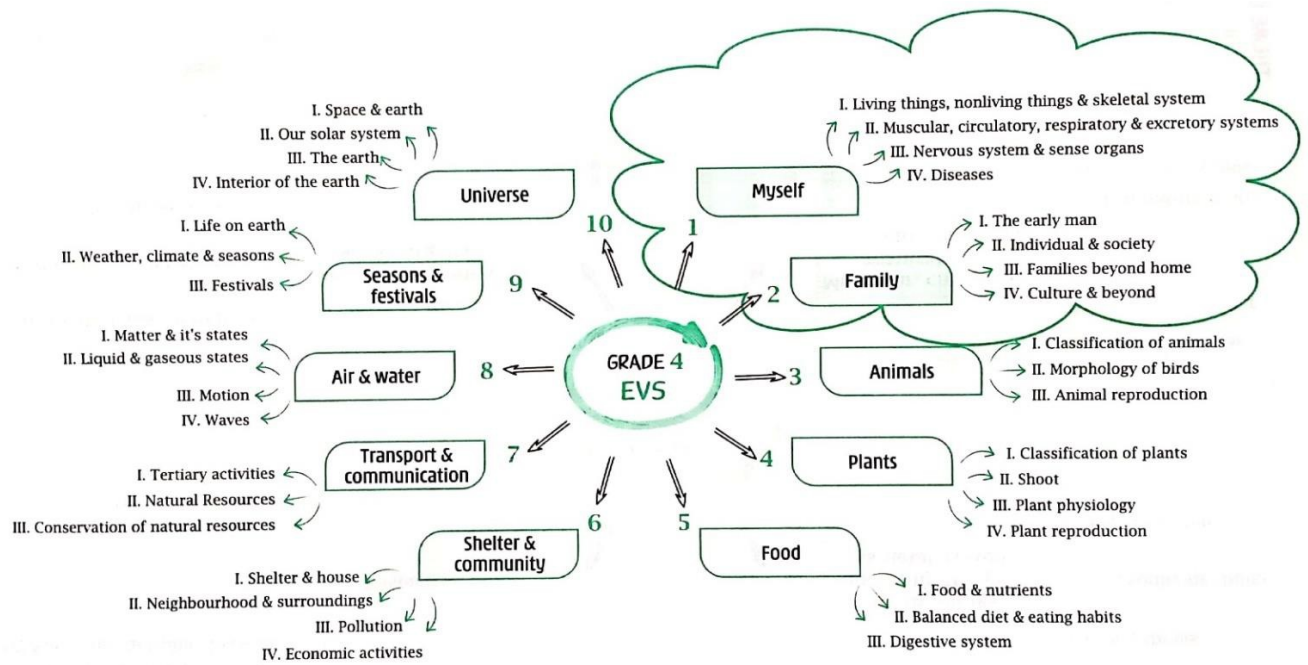 GRADE 4
EVS
1
Myself
I. Living things, nonliving things & skeletal system
II. Muscular, circulatory, respiratory & excretory systems
III. Nervous system & sense organs
IV. Diseases
2
Family
I. The early man
II. Individual & society
III. Families beyond home
IV. Culture & beyond
3
Animals
I. Classification of animals
II. Morphology of birds
III. Animal reproduction
4
Plants
I. Classification of plants
II. Shoot
III. Plant physiology
IV. Plant reproduction
5
Food
I. Food & nutrients
II. Balanced diet & eating habits
III. Digestive system
6
Shelter &
community
I. Shelter & house
II. Neighbourhood & surroundings
III. Pollution
IV. Economic activities
7
Transport &
communication
I. Tertiary activities
II. Natural Resources
III. Conservation of natural resources
8
Air & water
I. Matter & it's states
II. Liquid & gaseous states
III. Motion
IV. Waves
9
Seasons &
festivals
I. Life on earth
II. Weather, climate & seasons
III. Festivals
10
Universe
I. Space & earth
II. Our solar system
III. The earth
IV. Interior of the earth